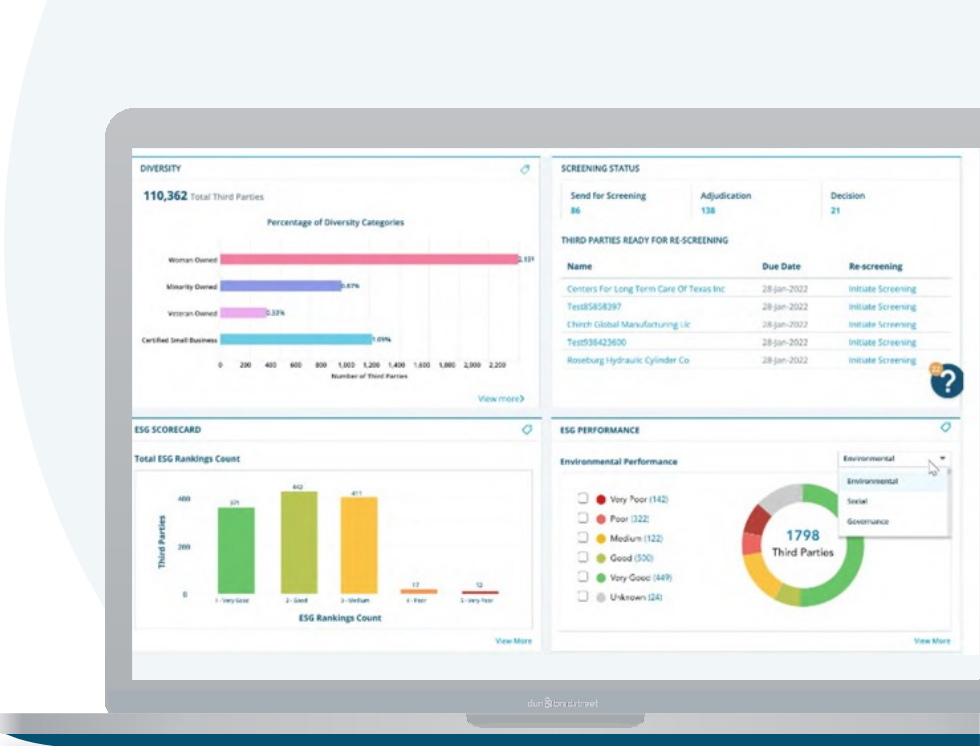 DIVERSITY
110,362 Total Third Parties
Percentage of Diversity Categories
Woman Owned
Minority Owned
0.87%
Veteran Owned
0.33%
Certified Small Business
1.09%
0 200 400 600 800 1,000 1,200 1,400 1,600 1,800 2,000 2,200
Number of Third Parties
View more
SCREENING STATUS
Send for Screening Adjudication Decision
86 138 21
THIRD PARTIES READY FOR RE-SCREENING
Name Due Date Re-screening
Centers For Long Term Care Of Texas Inc 28-Jan-2022 Initiate Screening
Test85858397 28-Jan-2022 Initiate Screening
Global Manufacturing Llc 28-Jan-2022 Initiate Screening
Test938423600 28-Jan-2022 Initiate Screening
Roseburg Hydraulic Cylinder Co 28-Jan-2022 Initiate Screening
?
ESG SCORECARD
Total ESG Rankings Count
Third Parties
400
200
0
442
411
17
12
1 - Very Good 2 - Good 3 - Medium 4 - Poor 5 - Very Poor
ESG Rankings Count
View More
ESG PERFORMANCE
Environmental Performance
Environmental
Environmental
Social
Governance
Very Poor (142)
Poor (322)
Medium (122)
Good (500)
Very Good (449)
Unknown (24)
1798
Third Parties
View More
dun & bradstreet